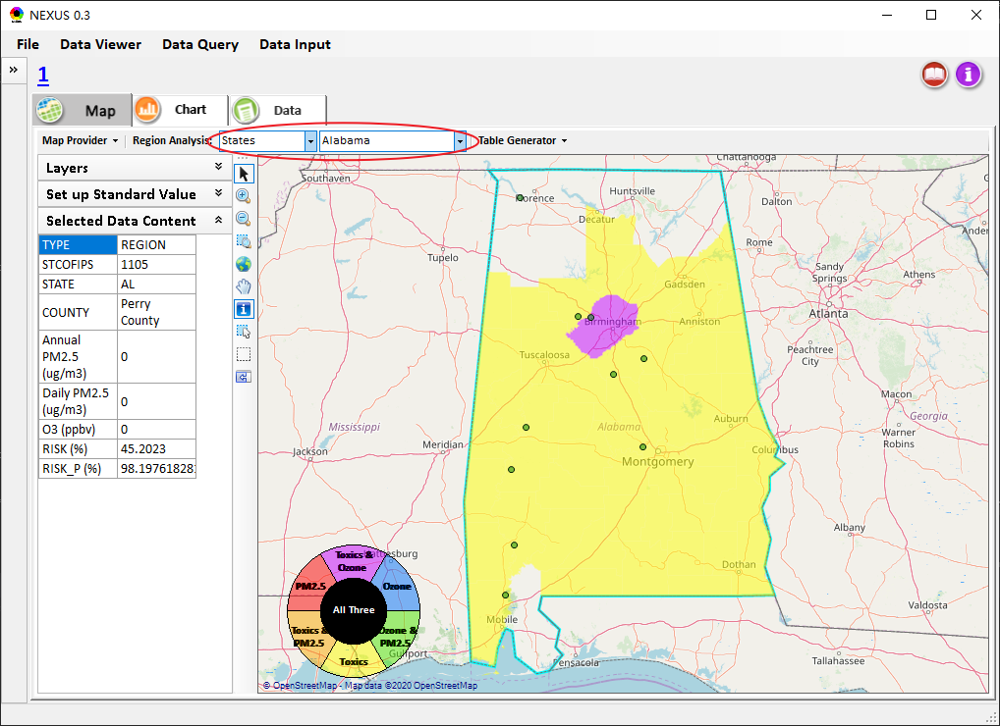 NEXUS 0.3
File Data Viewer Data Query Data Input
»
1
Map Chart Data
Map Provider Region Analysis: States Alabama Table Generator
Layers
Set up Standard Value
Selected Data Content
TYPE REGION
STCOFIPS 1105
STATE AL
COUNTY Perry County
Annual PM2.5 (ug/m3) 0
Daily PM2.5 (ug/m3) 0
O3 (ppbv) 0
RISK (%) 45.2023
RISK_P (%) 98.197618281
Chattanooga
Southaven
Huntsville
Florence
Dalton
Decatur
Ander
Rome
Tupelo
Sandy Springs
Athens
Gadsden
Atlanta
Birmingham
Anniston
Peachtree City
Tuscaloosa
Macon
Georgia
Auburn
Mississippi
Alabama
Warner Robins
Meridian
Columbus
Jackson
Montgomery
Albany
Hattiesburg
Dothan
Valdosta
Mobile
Gulfport
Pensacola
Tallahassee
Toxics & Ozone
PM2.5
Ozone
All Three
Toxics & PM2.5
Ozone & PM2.5
Toxics
© OpenStreetMap - Map data ©2020 OpenStreetMap